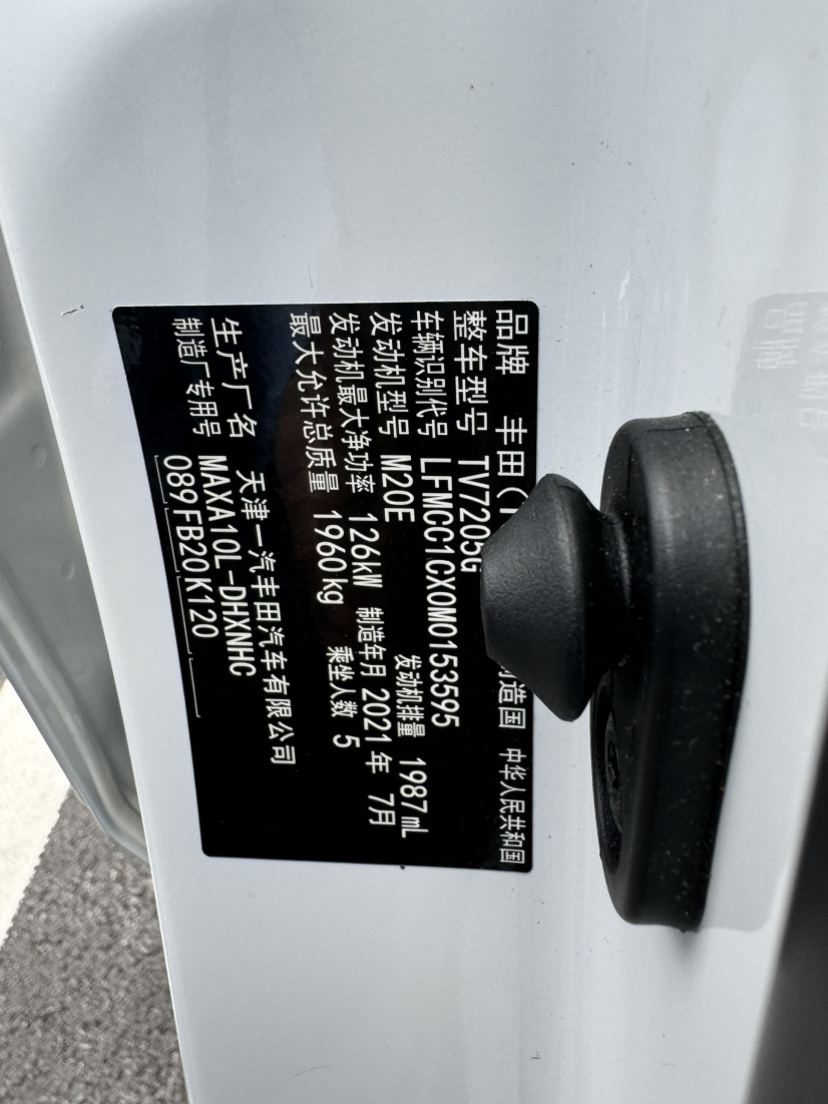 品牌 丰田( 制造国 中华人民共和国
整车型号 TV7205G
车辆识别代号 LFMCC1CX0M0153595
发动机型号 M20E 发动机排量 1987mL
发动机最大净功率 126kW 制造年月 2021年 7月
最大允许总质量 1960kg 乘坐人数 5
生产厂名 天津一汽丰田汽车有限公司
制造厂专用号 MAXA10L-DHXNHC
089FB20K120